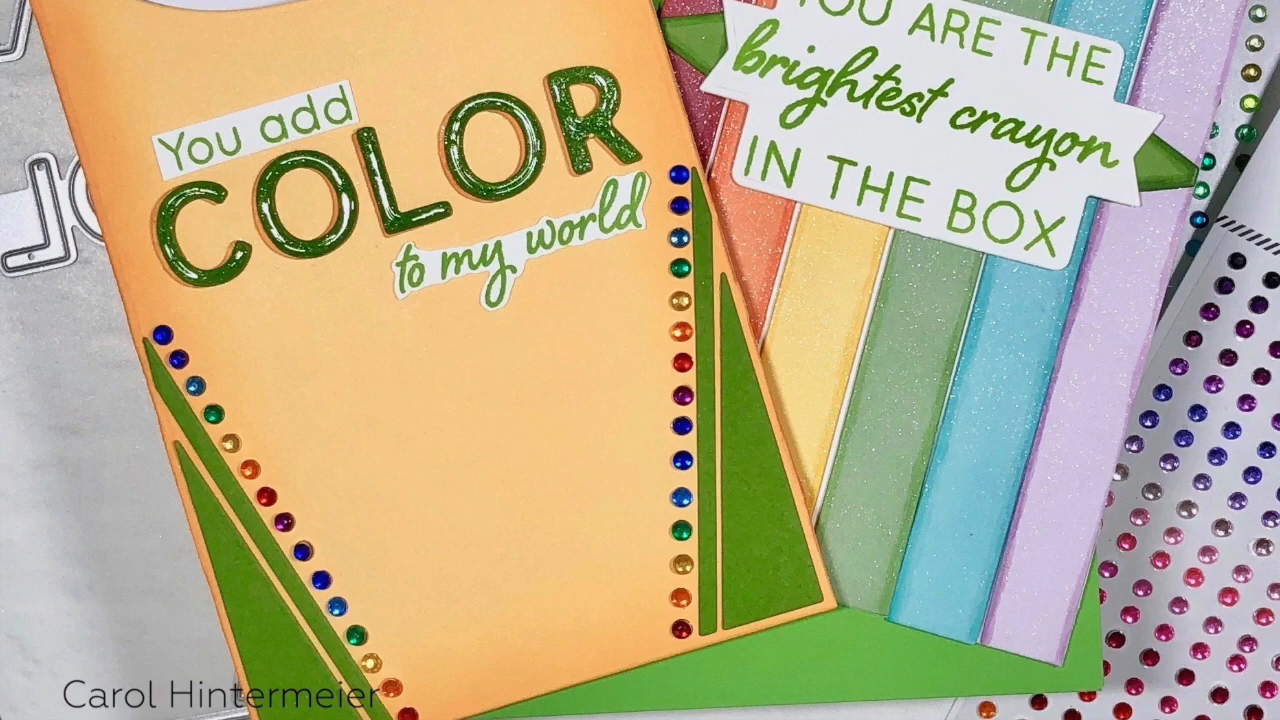 You add
COLOR
to my world
YOU ARE THE
brightest crayon
IN THE BOX
Carol Hintermeier